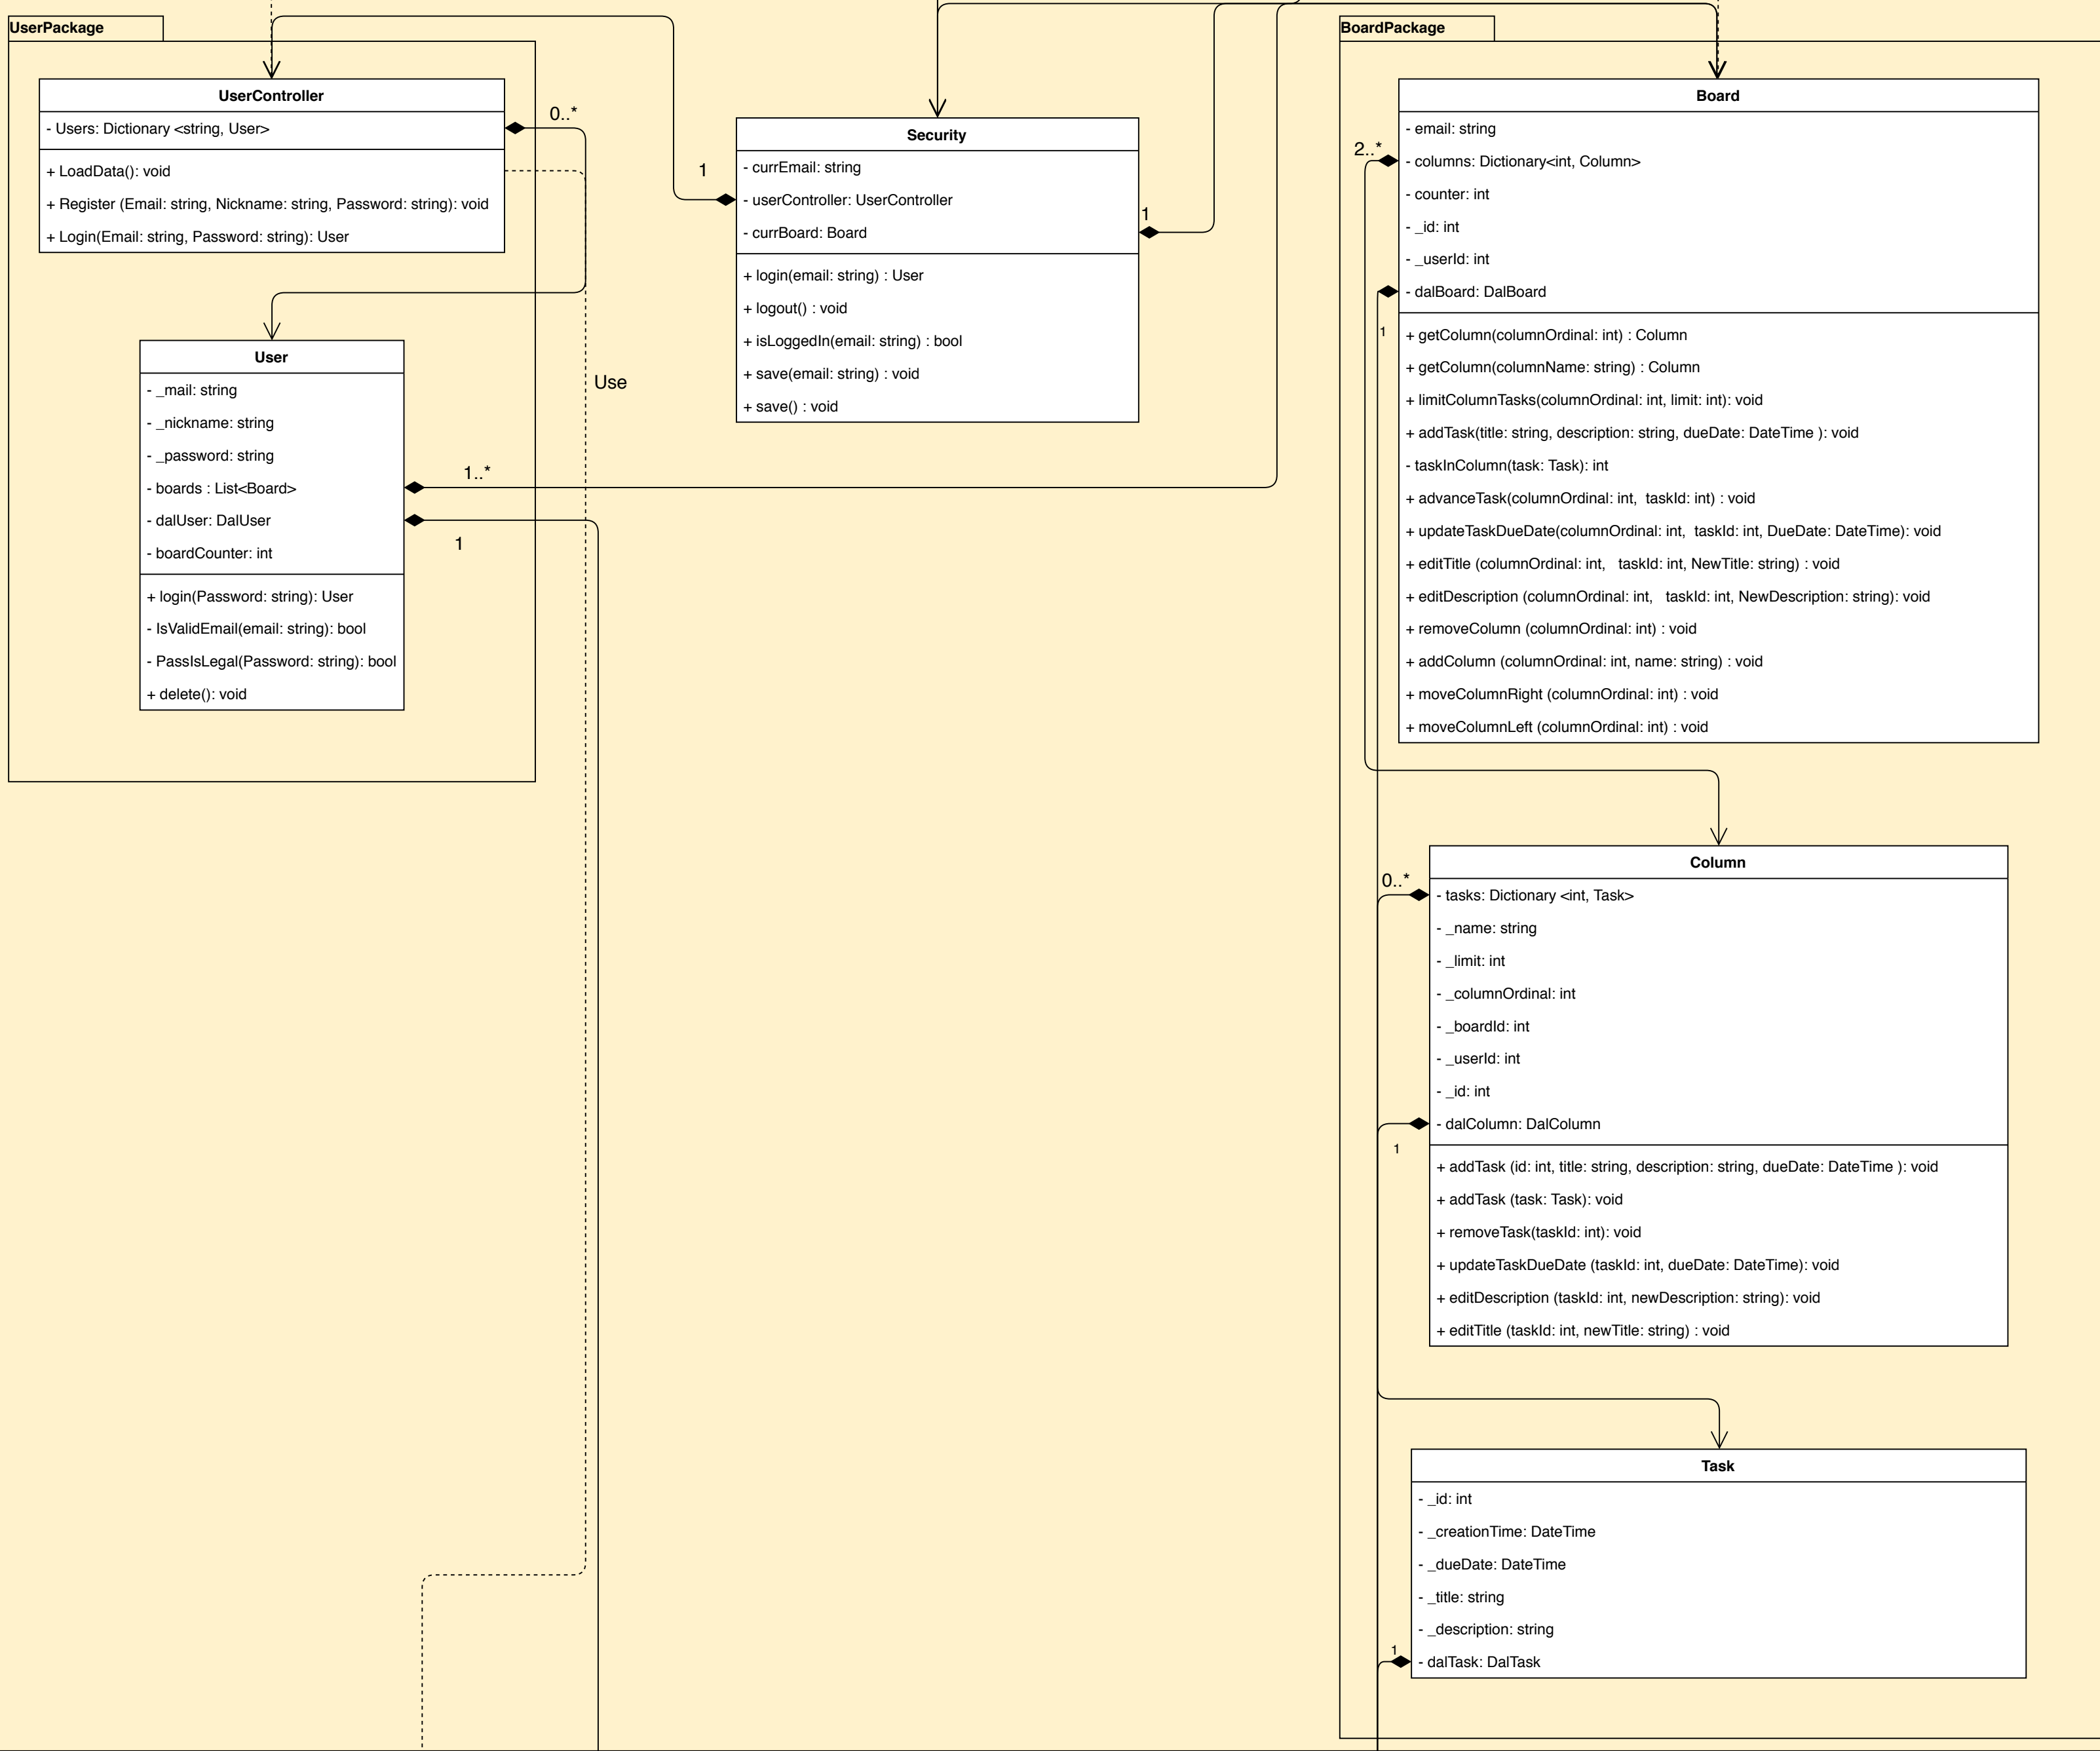 UserPackage
UserController
- Users: Dictionary <string, User>
+ LoadData(): void
+ Register (Email: string, Nickname: string, Password: string): void
+ Login(Email: string, Password: string): User
0..*
User
- _mail: string
- _nickname: string
- _password: string
- boards : List<Board>
- dalUser: DalUser
- boardCounter: int
+ login(Password: string): User
- IsValidEmail(email: string): bool
- PassIsLegal(Password: string): bool
+ delete(): void
1..*
1
Use
1
Security
- currEmail: string
- userController: UserController
- currBoard: Board
+ login(email: string) : User
+ logout() : void
+ isLoggedIn(email: string) : bool
+ save(email: string) : void
+ save() : void
1
BoardPackage
Board
- email: string
- columns: Dictionary<int, Column>
- counter: int
- _id: int
- _userId: int
- dalBoard: DalBoard
+ getColumn(columnOrdinal: int) : Column
+ getColumn(columnName: string) : Column
+ limitColumnTasks(columnOrdinal: int, limit: int): void
+ addTask(title: string, description: string, dueDate: DateTime ): void
- taskInColumn(task: Task): int
+ advanceTask(columnOrdinal: int,  taskId: int) : void
+ updateTaskDueDate(columnOrdinal: int,  taskId: int, DueDate: DateTime): void
+ editTitle (columnOrdinal: int,   taskId: int, NewTitle: string) : void
+ editDescription (columnOrdinal: int,   taskId: int, NewDescription: string): void
+ removeColumn (columnOrdinal: int) : void
+ addColumn (columnOrdinal: int, name: string) : void
+ moveColumnRight (columnOrdinal: int) : void
+ moveColumnLeft (columnOrdinal: int) : void
2..*
1
Column
- tasks: Dictionary <int, Task>
- _name: string
- _limit: int
- _columnOrdinal: int
- _boardId: int
- _userId: int
- _id: int
- dalColumn: DalColumn
+ addTask (id: int, title: string, description: string, dueDate: DateTime ): void
+ addTask (task: Task): void
+ removeTask(taskId: int): void
+ updateTaskDueDate (taskId: int, dueDate: DateTime): void
+ editDescription (taskId: int, newDescription: string): void
+ editTitle (taskId: int, newTitle: string) : void
0..*
1
Task
- _id: int
- _creationTime: DateTime
- _dueDate: DateTime
- _title: string
- _description: string
- dalTask: DalTask
1